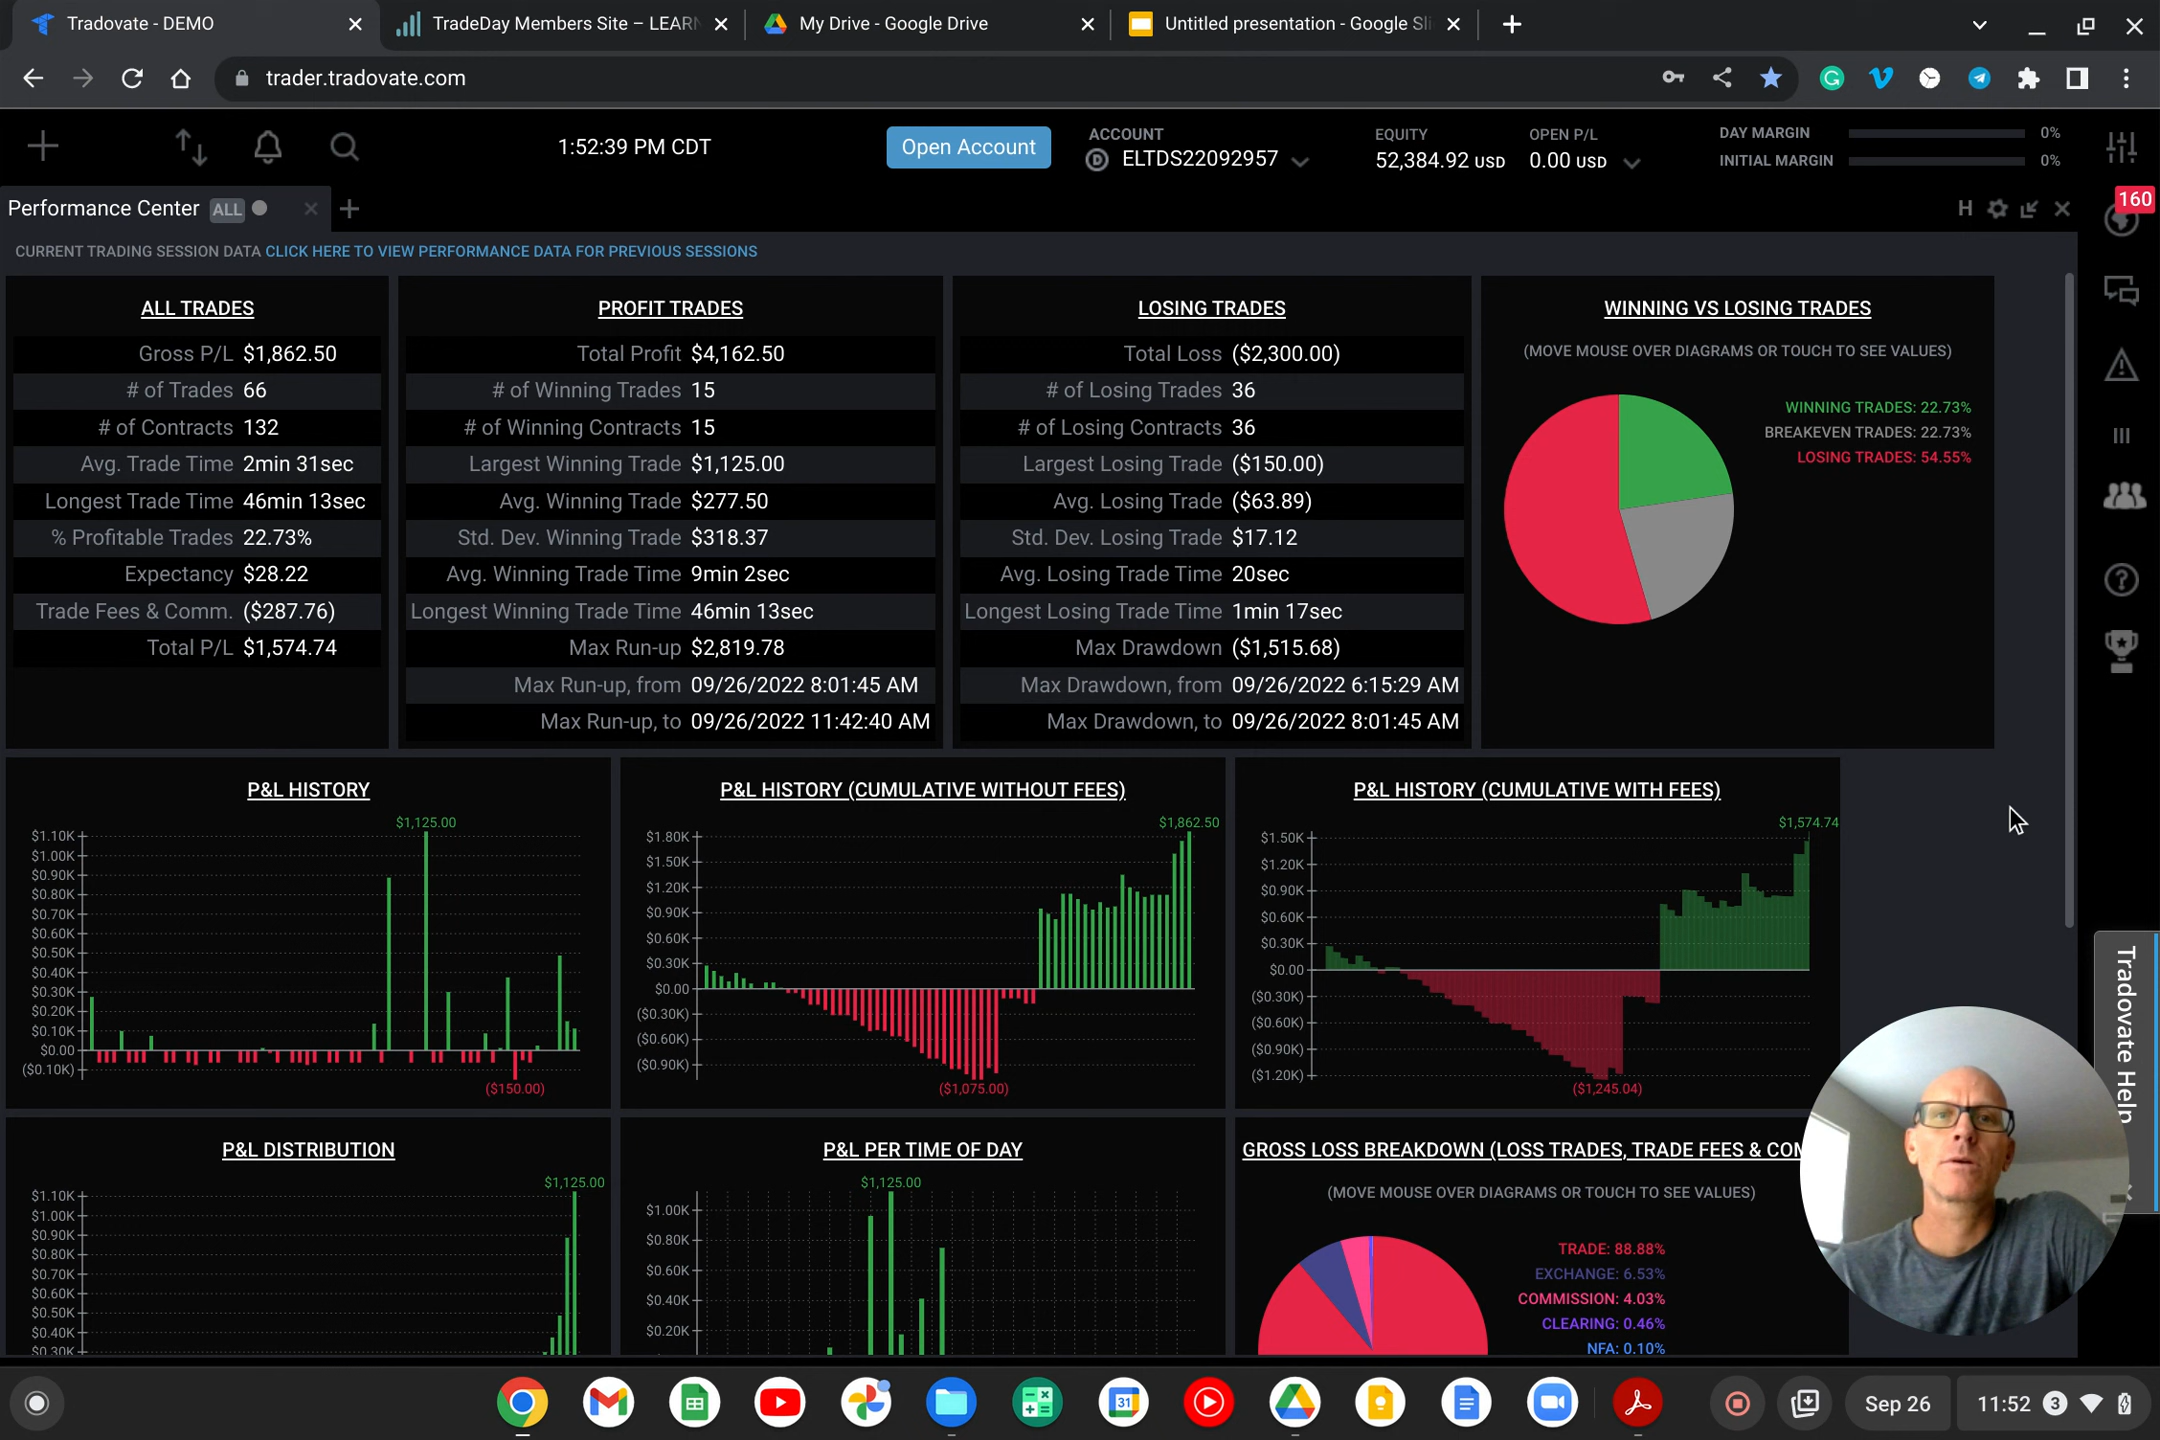 Tradovate - DEMO
TradeDay Members Site – LEARN
My Drive - Google Drive
Untitled presentation - Google Sli
trader.tradovate.com
1:52:39 PM CDT
Open Account
ACCOUNT
D ELTDS22092957
EQUITY
52,384.92 USD
OPEN P/L
0.00 USD
DAY MARGIN 0%
INITIAL MARGIN 0%
Performance Center ALL
H
160
CURRENT TRADING SESSION DATA CLICK HERE TO VIEW PERFORMANCE DATA FOR PREVIOUS SESSIONS
ALL TRADES
Gross P/L $1,862.50
# of Trades 66
# of Contracts 132
Avg. Trade Time 2min 31sec
Longest Trade Time 46min 13sec
% Profitable Trades 22.73%
Expectancy $28.22
Trade Fees & Comm. ($287.76)
Total P/L $1,574.74
PROFIT TRADES
Total Profit $4,162.50
# of Winning Trades 15
# of Winning Contracts 15
Largest Winning Trade $1,125.00
Avg. Winning Trade $277.50
Std. Dev. Winning Trade $318.37
Avg. Winning Trade Time 9min 2sec
Longest Winning Trade Time 46min 13sec
Max Run-up $2,819.78
Max Run-up, from 09/26/2022 8:01:45 AM
Max Run-up, to 09/26/2022 11:42:40 AM
LOSING TRADES
Total Loss ($2,300.00)
# of Losing Trades 36
# of Losing Contracts 36
Largest Losing Trade ($150.00)
Avg. Losing Trade ($63.89)
Std. Dev. Losing Trade $17.12
Avg. Losing Trade Time 20sec
Longest Losing Trade Time 1min 17sec
Max Drawdown ($1,515.68)
Max Drawdown, from 09/26/2022 6:15:29 AM
Max Drawdown, to 09/26/2022 8:01:45 AM
WINNING VS LOSING TRADES
(MOVE MOUSE OVER DIAGRAMS OR TOUCH TO SEE VALUES)
WINNING TRADES: 22.73%
BREAKEVEN TRADES: 22.73%
LOSING TRADES: 54.55%
P&L HISTORY
$1,125.00
$1.10K
$1.00K
$0.90K
$0.80K
$0.70K
$0.60K
$0.50K
$0.40K
$0.30K
$0.20K
$0.10K
$0.00
($0.10K)
($150.00)
P&L HISTORY (CUMULATIVE WITHOUT FEES)
$1,862.50
$1.80K
$1.50K
$1.20K
$0.90K
$0.60K
$0.30K
$0.00
($0.30K)
($0.60K)
($0.90K)
($1,075.00)
P&L HISTORY (CUMULATIVE WITH FEES)
$1,574.74
$1.50K
$1.20K
$0.90K
$0.60K
$0.30K
$0.00
($0.30K)
($0.60K)
($0.90K)
($1.20K)
($1,245.04)
Tradovate Help
P&L DISTRIBUTION
$1,125.00
$1.10K
$1.00K
$0.90K
$0.80K
$0.70K
$0.60K
$0.50K
$0.40K
$0.30K
P&L PER TIME OF DAY
$1,125.00
$1.00K
$0.80K
$0.60K
$0.40K
$0.20K
GROSS LOSS BREAKDOWN (LOSS TRADES, TRADE FEES & COM
(MOVE MOUSE OVER DIAGRAMS OR TOUCH TO SEE VALUES)
TRADE: 88.88%
EXCHANGE: 6.53%
COMMISSION: 4.03%
CLEARING: 0.46%
NFA: 0.10%
31
Sep 26
11:52 3